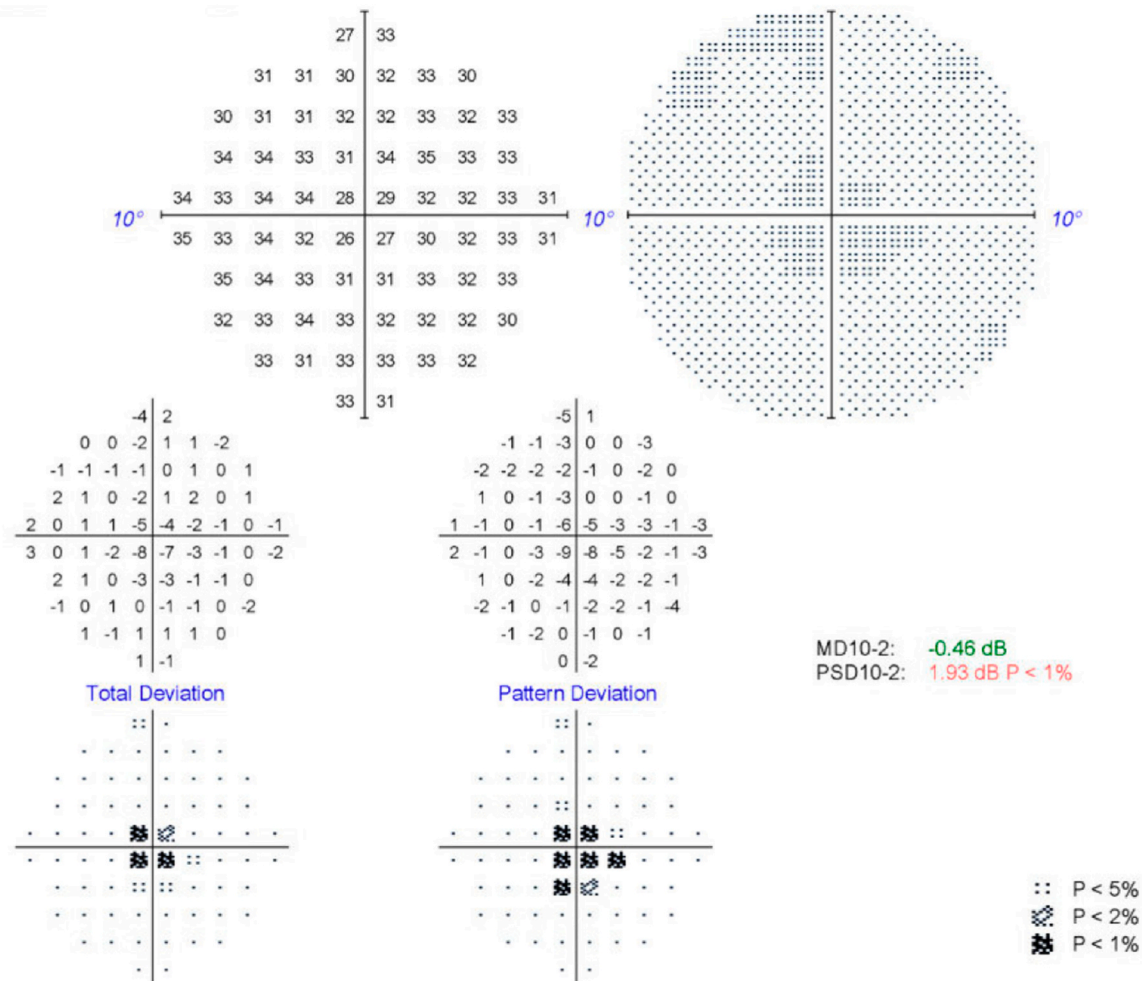 27 33
31 31 30 32 33 30
30 31 31 32 32 33 32 33
34 34 33 31 34 35 33 33
34 33 34 34 28 29 32 32 33 31
10° 10° 10°
35 33 34 32 26 27 30 32 33 31
35 34 33 31 31 33 32 33
32 33 34 33 32 32 32 30
33 31 33 33 33 32
33 31
-4 2
0 0 -2 1 1 -2
-1 -1 -1 -1 0 1 0 1
2 1 0 -2 1 2 0 1
2 0 1 1 -5 -4 -2 -1 0 -1
3 0 1 -2 -8 -7 -3 -1 0 -2
2 1 0 -3 -3 -1 -1 0
-1 0 1 0 -1 -1 0 -2
1 -1 1 1 1 0
1 -1
Total Deviation
-5 1
-1 -1 -3 0 0 -3
-2 -2 -2 -2 -1 0 -2 0
1 0 -1 -3 0 0 -1 0
1 -1 0 -1 -6 -5 -3 -3 -1 -3
2 -1 0 -3 -9 -8 -5 -2 -1 -3
1 0 -2 -4 -4 -2 -2 -1
-2 -1 0 -1 -2 -2 -1 -4
-1 -2 0 -1 0 -1
0 -2
Pattern Deviation
MD10-2: -0.46 dB
PSD10-2: 1.93 dB P < 1%
P < 5%
P < 2%
P < 1%